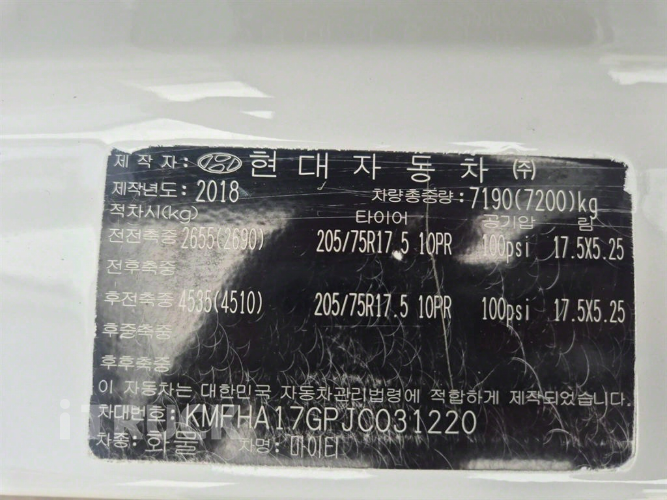 제 작 자: 현 대 자 동 차 (주)
제작년도: 2018 차량총중량: 7190(7200)kg
적차시(kg) 타이어 공기압 림
전전축중 2655(2690) 205/75R17.5 10PR 100psi 17.5X5.25
전후축중
후전축중 4535(4510) 205/75R17.5 10PR 100psi 17.5X5.25
후중축중
후후축중
이 자동차는 대한민국 자동차관리법령에 적합하게 제작되었습니다.
차대번호: KMFHA17GPJC031220
차종: 화물 차명: 마이티